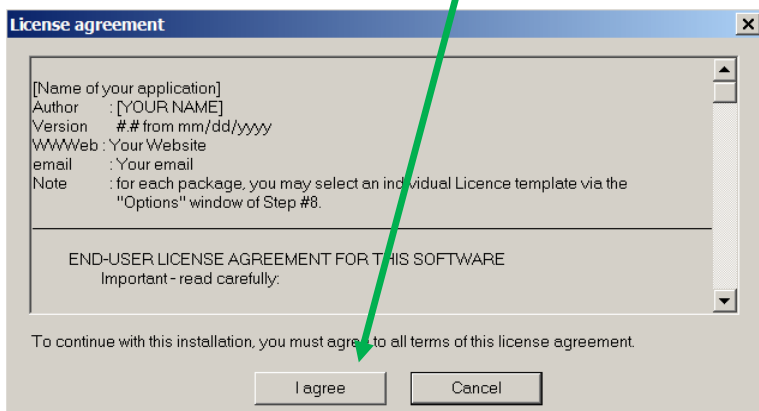 License agreement
[Name of your application]
Author : [YOUR NAME]
Version #.# from mm/dd/yyyy
WWWeb : Your Website
email : Your email
Note : for each package, you may select an individual Licence template via the
"Options" window of Step #8.
END-USER LICENSE AGREEMENT FOR THIS SOFTWARE
Important - read carefully:
To continue with this installation, you must agree to all terms of this license agreement.
I agree
Cancel